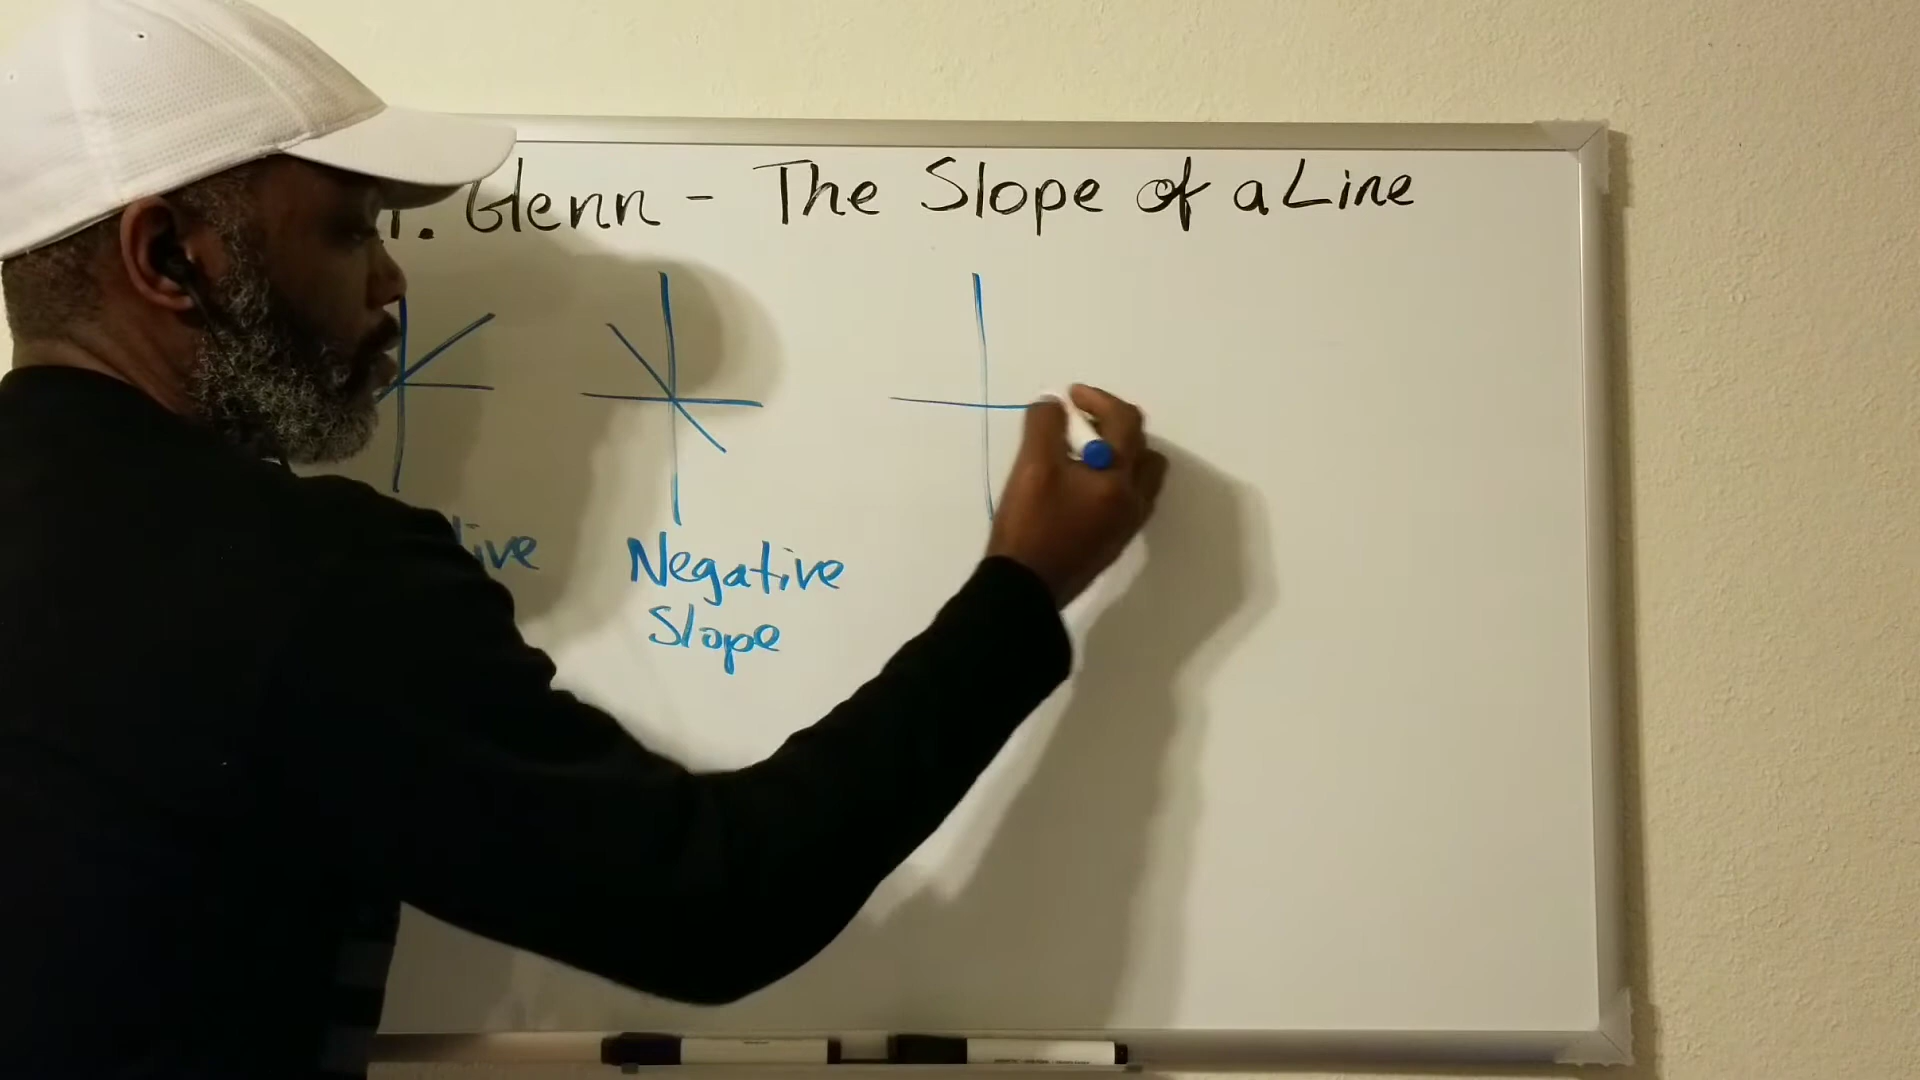 Glenn - The Slope of a Line
Negative
Slope